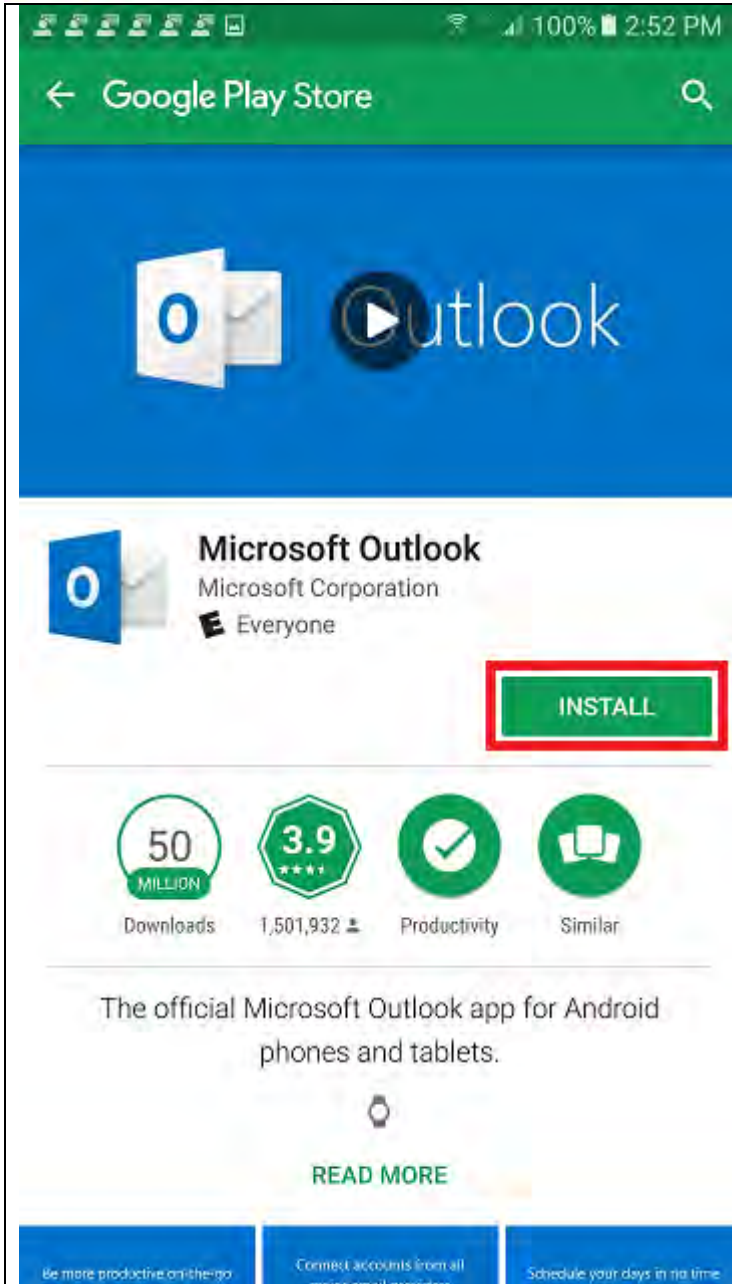 100% 2:52 PM
Google Play Store
Outlook
Microsoft Outlook
Microsoft Corporation
E Everyone
INSTALL
50 MILLION
3.9
Downloads
1,501,932
Productivity
Similar
The official Microsoft Outlook app for Android
phones and tablets.
READ MORE
Be more productive on-the-go
Connect accounts from all
Schedule your days in no time